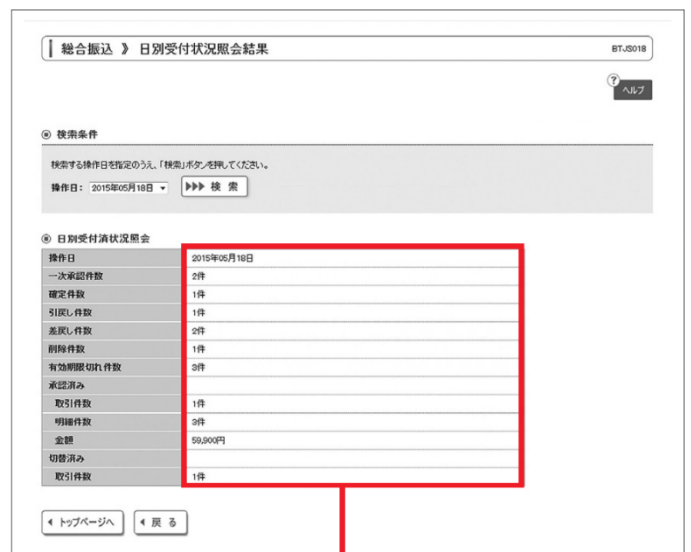 総合振込 》 日別受付状況照会結果
BTJS018
?
ヘルプ
検索条件
検索する操作日を指定のうえ、「検索」ボタンを押してください。
操作日： 2015年05月18日 ▼ ▶▶▶ 検 索
日別受付済状況照会
操作日 2015年05月18日
一次承認件数 2件
確定件数 1件
引戻し件数 1件
差戻し件数 2件
削除件数 1件
有効期限切れ件数 3件
承認済み
取引件数 1件
明細件数 3件
金額 59,900円
切替済み
取引件数 1件
◀ トップページへ ◀ 戻 る